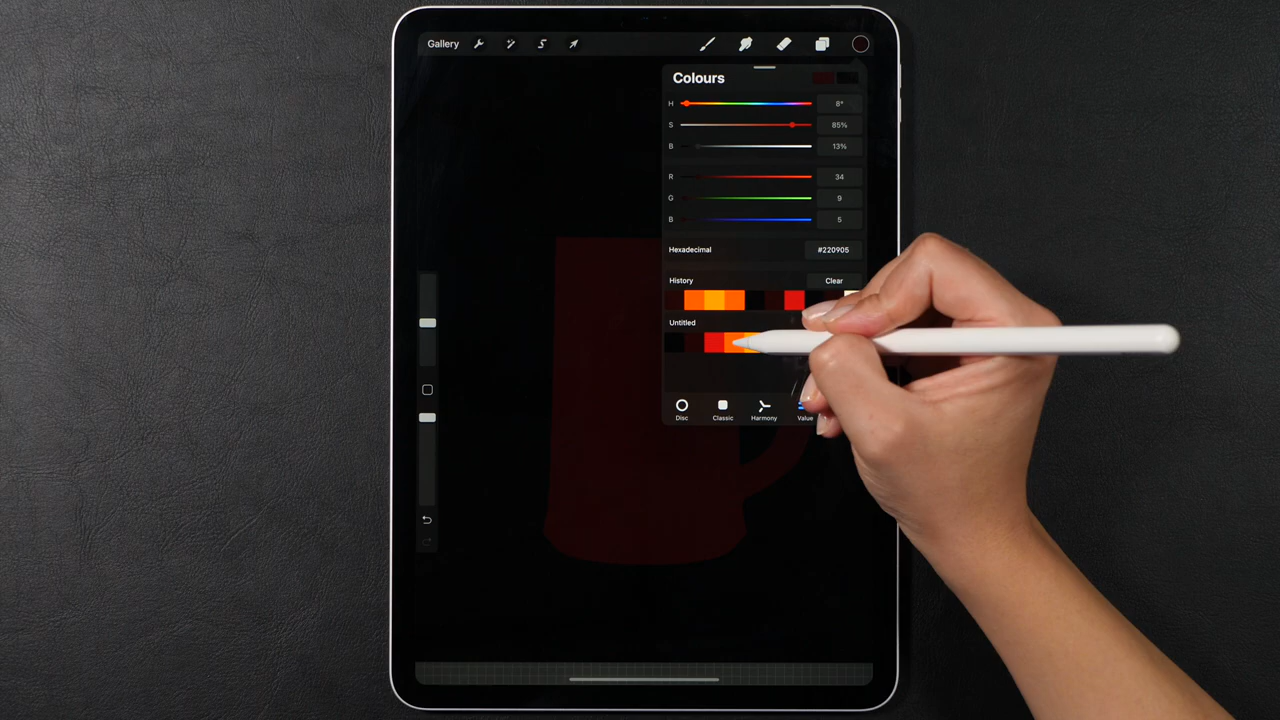 Gallery
Colours
H 8°
S 85%
B 13%
R 34
G 9
B 5
Hexadecimal #220905
History Clear
Untitled
Disc Classic Harmony Value